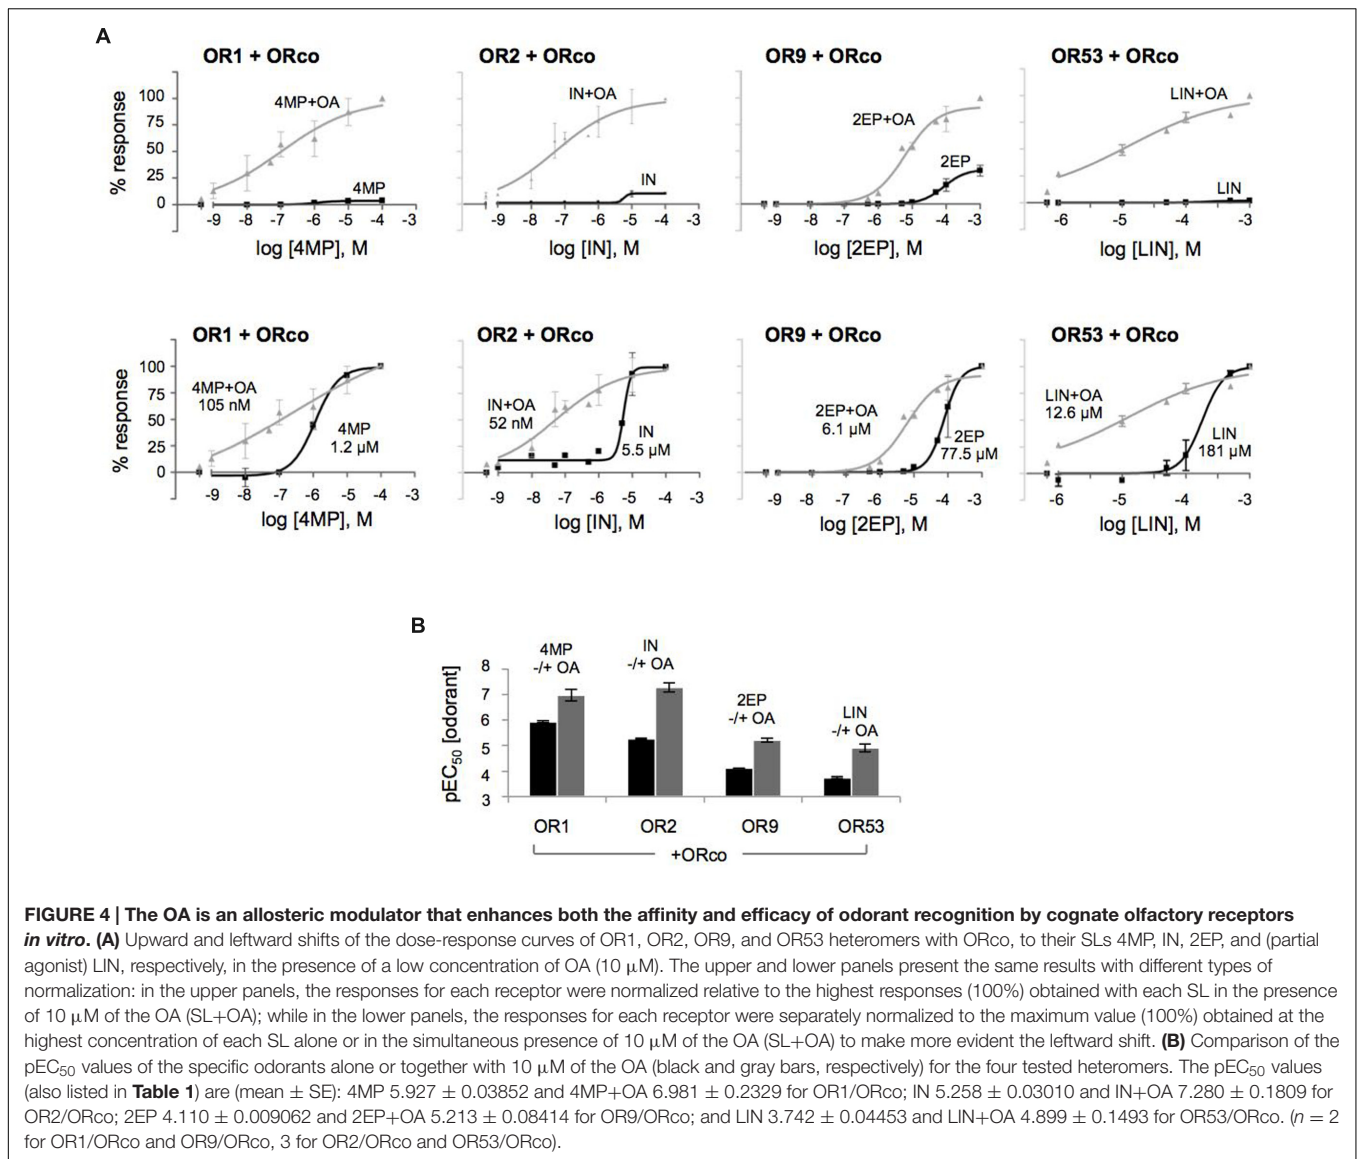 A
OR1 + ORco
OR2 + ORco
OR9 + ORco
OR53 + ORco
% response
100
75
50
25
0
4MP+OA
4MP
IN+OA
IN
2EP+OA
2EP
LIN+OA
LIN
-9 -8 -7 -6 -5 -4 -3
-9 -8 -7 -6 -5 -4 -3
-9 -8 -7 -6 -5 -4 -3
-6 -5 -4 -3
log [4MP], M
log [IN], M
log [2EP], M
log [LIN], M
OR1 + ORco
OR2 + ORco
OR9 + ORco
OR53 + ORco
% response
100
75
50
25
0
4MP+OA
105 nM
4MP
1.2 µM
IN+OA
52 nM
IN
5.5 µM
2EP+OA
6.1 µM
2EP
77.5 µM
LIN+OA
12.6 µM
LIN
181 µM
-9 -8 -7 -6 -5 -4 -3
-9 -8 -7 -6 -5 -4 -3
-9 -8 -7 -6 -5 -4 -3
-6 -5 -4 -3
log [4MP], M
log [IN], M
log [2EP], M
log [LIN], M
B
pEC50 [odorant]
8
7
6
5
4
3
4MP
-/+ OA
IN
-/+ OA
2EP
-/+ OA
LIN
-/+ OA
OR1 OR2 OR9 OR53
+ORco
FIGURE 4 | The OA is an allosteric modulator that enhances both the affinity and efficacy of odorant recognition by cognate olfactory receptors
in vitro. (A) Upward and leftward shifts of the dose-response curves of OR1, OR2, OR9, and OR53 heteromers with ORco, to their SLs 4MP, IN, 2EP, and (partial
agonist) LIN, respectively, in the presence of a low concentration of OA (10 µM). The upper and lower panels present the same results with different types of
normalization: in the upper panels, the responses for each receptor were normalized relative to the highest responses (100%) obtained with each SL in the presence
of 10 µM of the OA (SL+OA); while in the lower panels, the responses for each receptor were separately normalized to the maximum value (100%) obtained at the
highest concentration of each SL alone or in the simultaneous presence of 10 µM of the OA (SL+OA) to make more evident the leftward shift. (B) Comparison of the
pEC50 values of the specific odorants alone or together with 10 µM of the OA (black and gray bars, respectively) for the four tested heteromers. The pEC50 values
(also listed in Table 1) are (mean ± SE): 4MP 5.927 ± 0.03852 and 4MP+OA 6.981 ± 0.2329 for OR1/ORco; IN 5.258 ± 0.03010 and IN+OA 7.280 ± 0.1809 for
OR2/ORco; 2EP 4.110 ± 0.009062 and 2EP+OA 5.213 ± 0.08414 for OR9/ORco; and LIN 3.742 ± 0.04453 and LIN+OA 4.899 ± 0.1493 for OR53/ORco. (n = 2
for OR1/ORco and OR9/ORco, 3 for OR2/ORco and OR53/ORco).